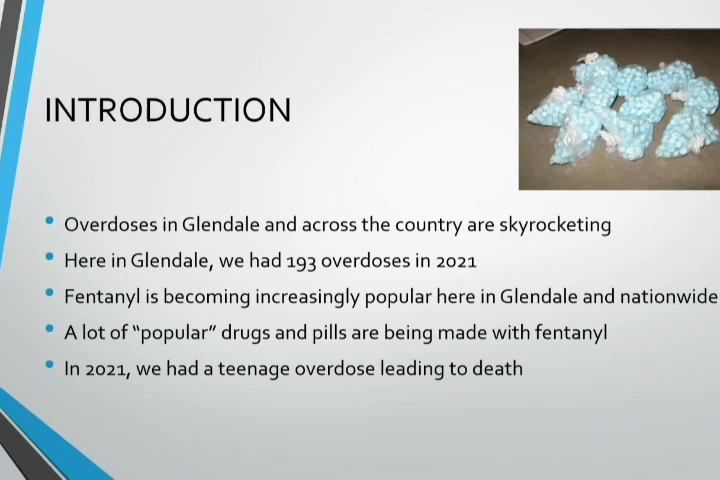 INTRODUCTION
Overdoses in Glendale and across the country are skyrocketing
Here in Glendale, we had 193 overdoses in 2021
Fentanyl is becoming increasingly popular here in Glendale and nationwide
A lot of “popular” drugs and pills are being made with fentanyl
In 2021, we had a teenage overdose leading to death